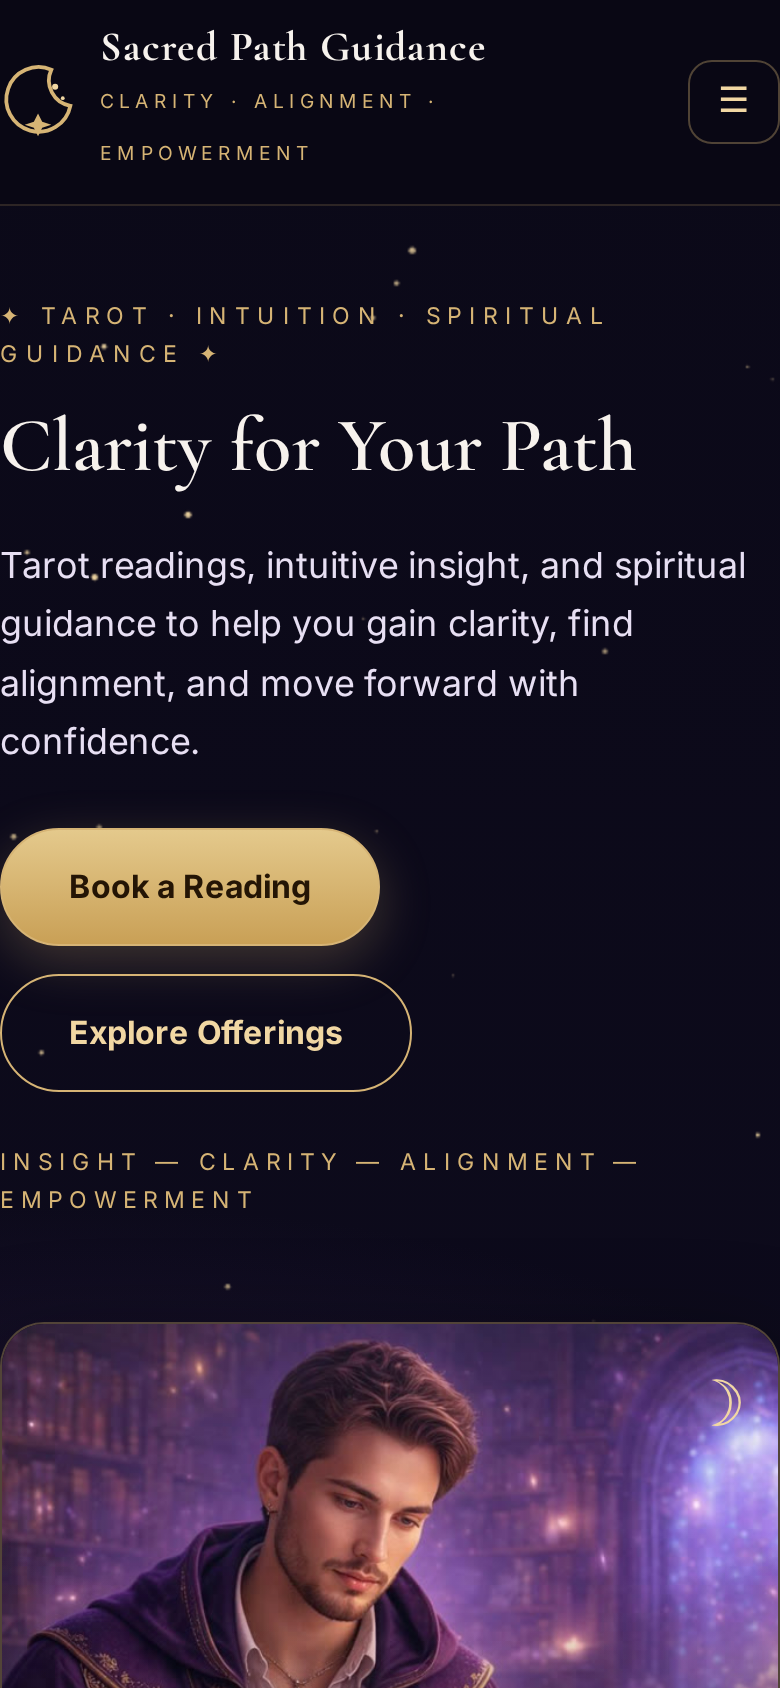 Sacred Path Guidance
CLARITY · ALIGNMENT ·
EMPOWERMENT
✦ TAROT · INTUITION · SPIRITUAL
GUIDANCE ✦
Clarity for Your Path
Tarot readings, intuitive insight, and spiritual
guidance to help you gain clarity, find
alignment, and move forward with
confidence.
Book a Reading
Explore Offerings
INSIGHT — CLARITY — ALIGNMENT —
EMPOWERMENT